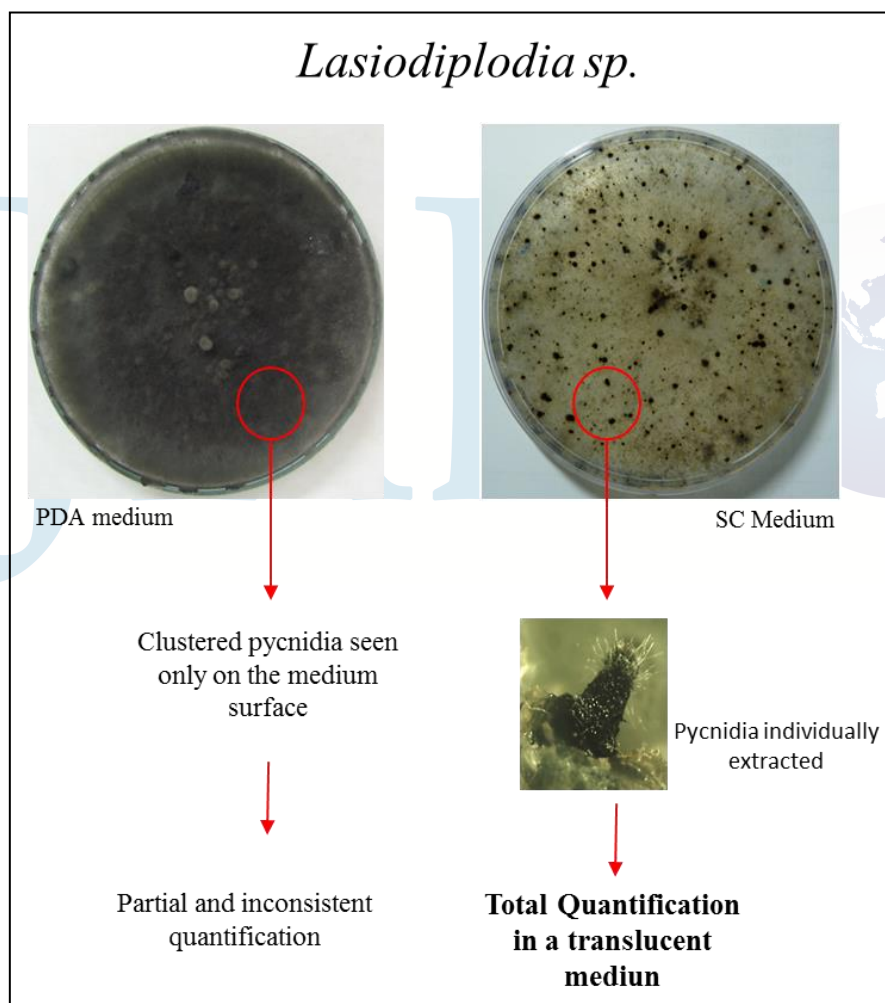 Lasiodiplodia sp.
PDA medium
SC Medium
Clustered pycnidia seen
only on the medium
surface
Pycnidia individually
extracted
Partial and inconsistent
quantification
Total Quantification
in a translucent
mediun